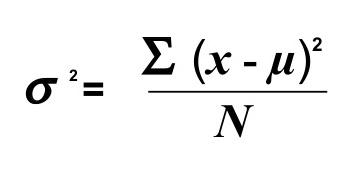 σ² = Σ (x - μ)² / N